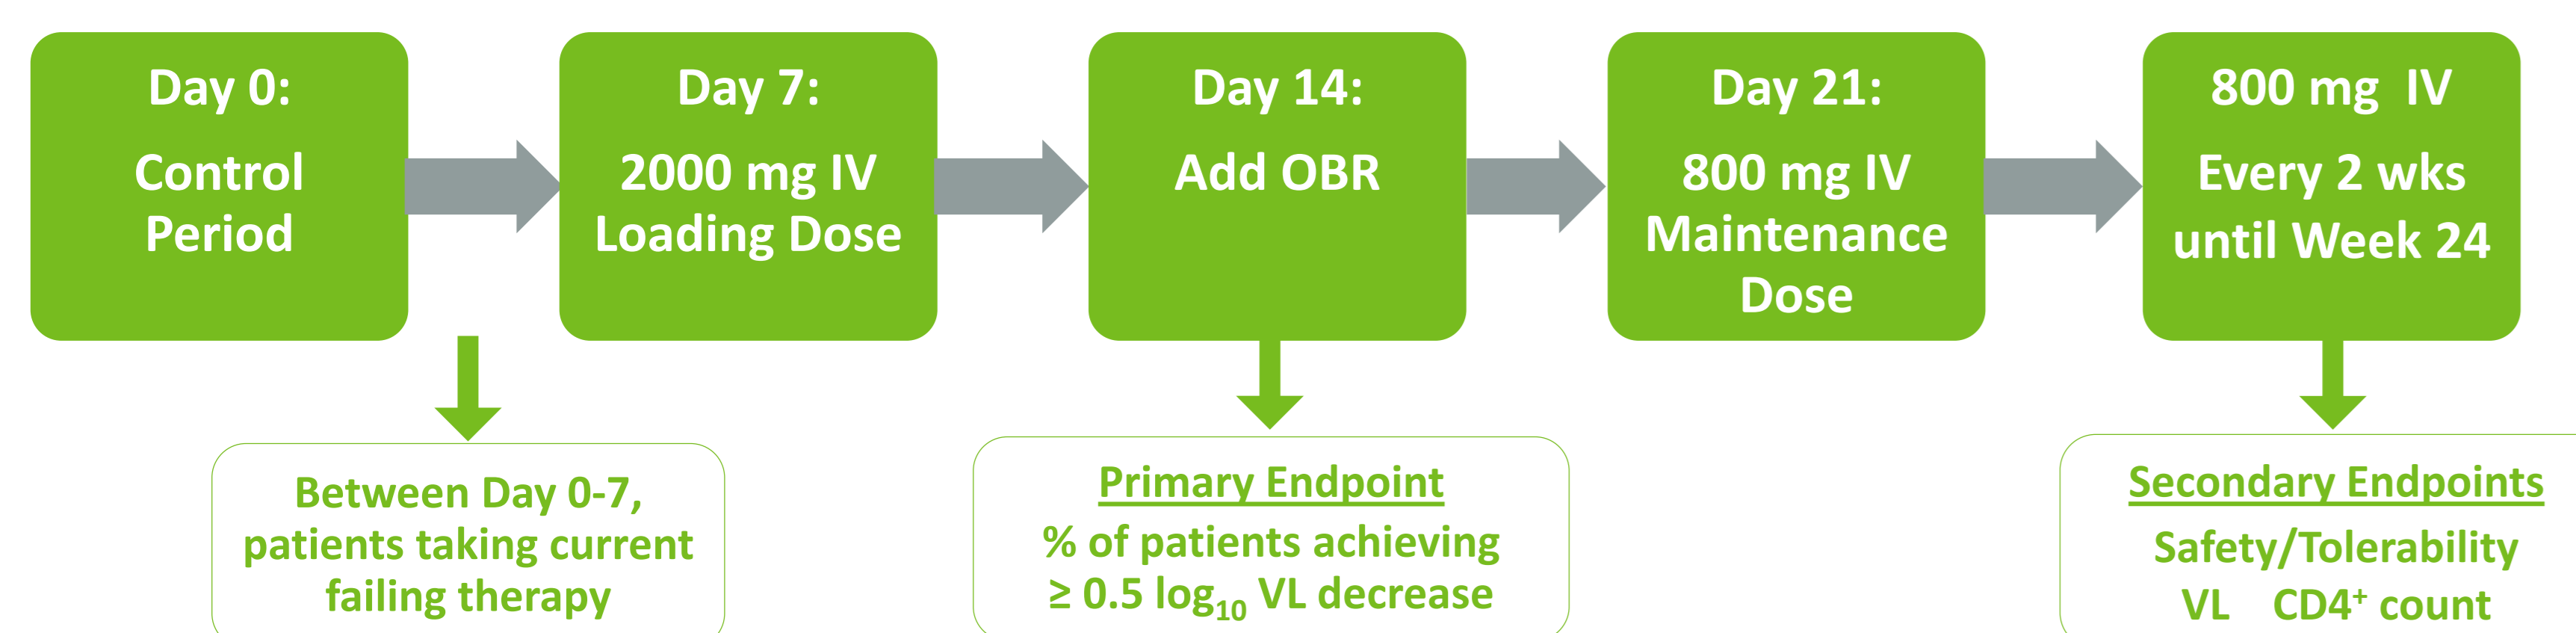 Day 0:
Control
Period
Day 7:
2000 mg IV
Loading Dose
Day 14:
Add OBR
Day 21:
800 mg IV
Maintenance
Dose
800 mg  IV
Every 2 wks
until Week 24
Between Day 0-7,
patients taking current
failing therapy
Primary Endpoint
% of patients achieving
≥ 0.5 log₁₀ VL decrease
Secondary Endpoints
Safety/Tolerability
VL    CD4⁺ count